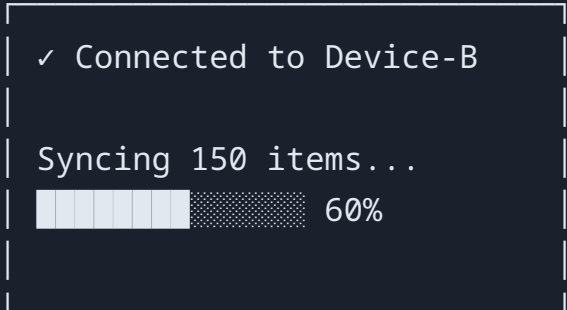 ✓ Connected to Device-B
Syncing 150 items...
████████░░░░░░ 60%